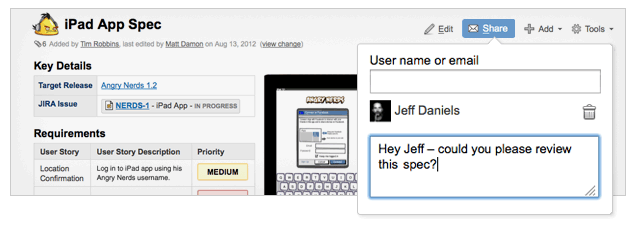 iPad App Spec
Edit
Share
Add
Tools
6 Added by Tim Robbins, last edited by Matt Damon on Aug 13, 2012 (view change)
Key Details
Target Release Angry Nerds 1.2
JIRA Issue NERDS-1 - iPad App - IN PROGRESS
Requirements
User Story User Story Description Priority
Location
Confirmation
Log in to iPad app using his
Angry Nerds username.
MEDIUM
ANGRY NERDS
User name or email
Jeff Daniels
Hey Jeff – could you please review
this spec?